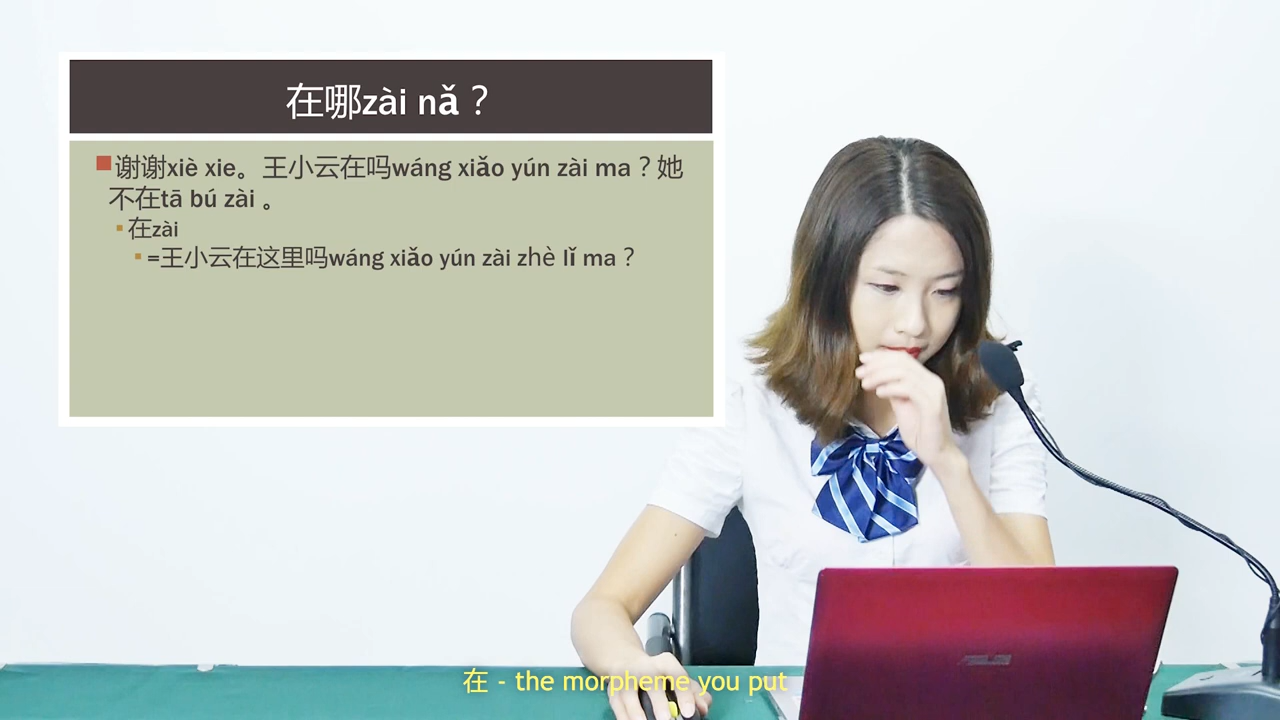 在哪zài nǎ？
谢谢xiè xie。王小云在吗wáng xiǎo yún zài ma？她
不在tā bú zài 。
在zài
=王小云在这里吗wáng xiǎo yún zài zhè lǐ ma？
ASUS
在 - the morpheme you put